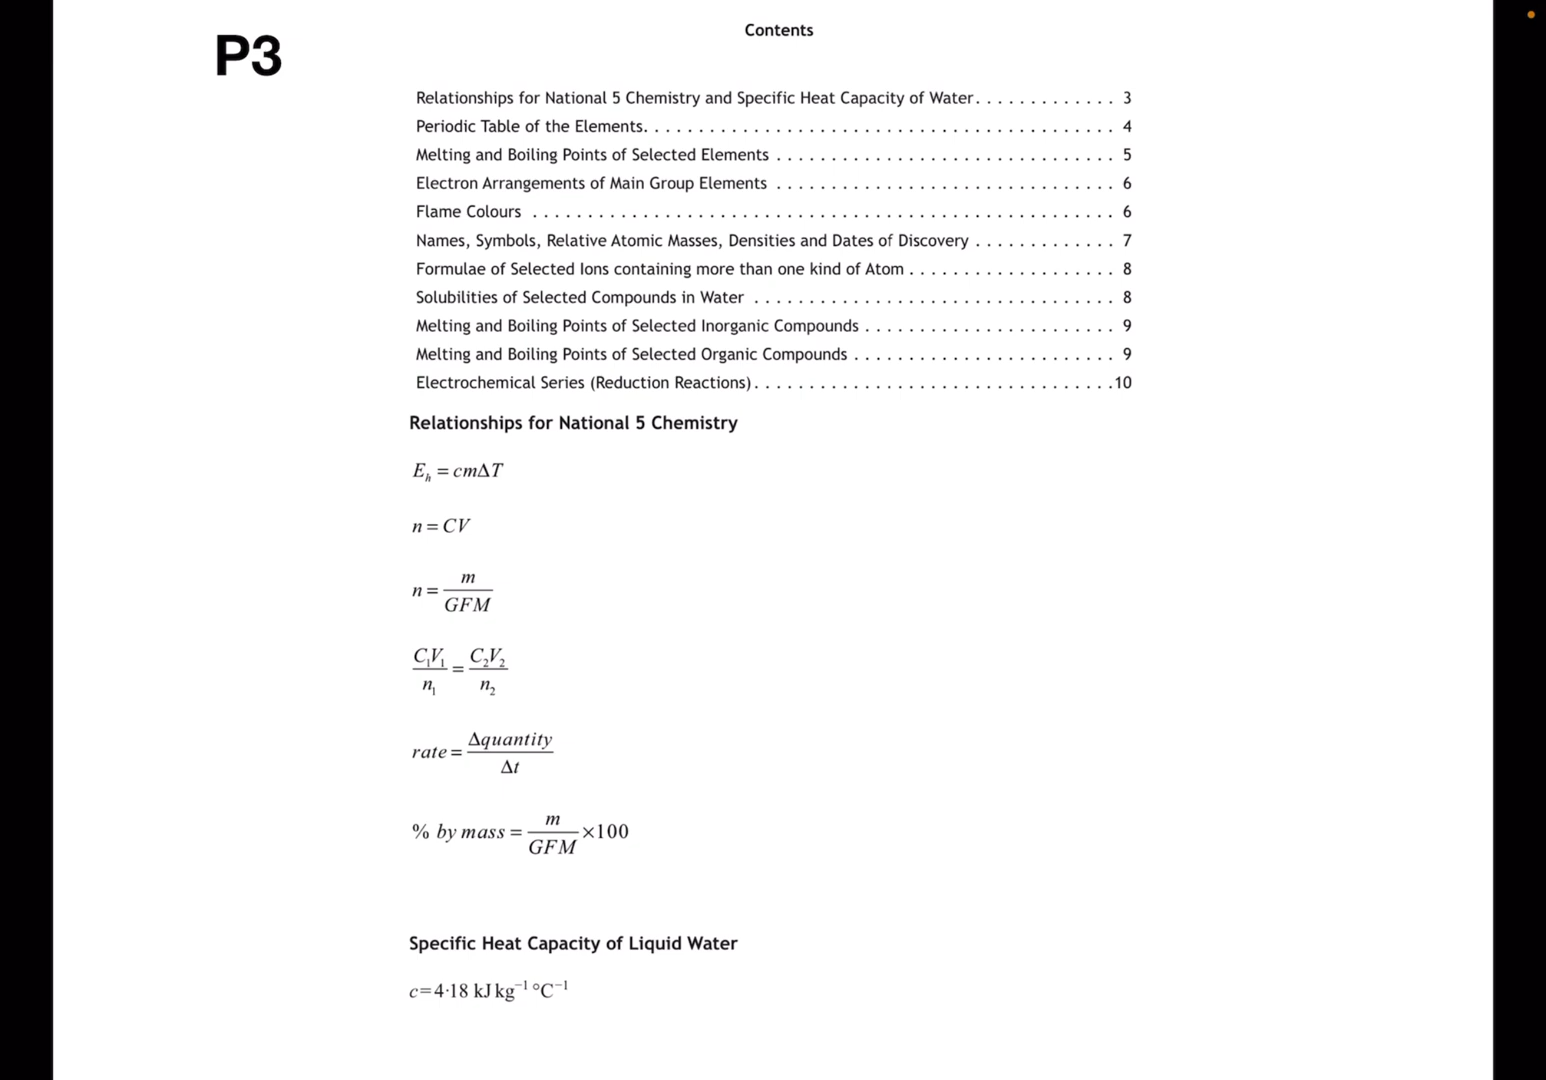 P3
Contents
Relationships for National 5 Chemistry and Specific Heat Capacity of Water. . . . . . . . . . . . . 3
Periodic Table of the Elements. . . . . . . . . . . . . . . . . . . . . . . . . . . . . . . . . . . . . . . . . . . 4
Melting and Boiling Points of Selected Elements . . . . . . . . . . . . . . . . . . . . . . . . . . . . . . . 5
Electron Arrangements of Main Group Elements . . . . . . . . . . . . . . . . . . . . . . . . . . . . . . . 6
Flame Colours . . . . . . . . . . . . . . . . . . . . . . . . . . . . . . . . . . . . . . . . . . . . . . . . . . . . . 6
Names, Symbols, Relative Atomic Masses, Densities and Dates of Discovery . . . . . . . . . . . . . 7
Formulae of Selected Ions containing more than one kind of Atom . . . . . . . . . . . . . . . . . . . 8
Solubilities of Selected Compounds in Water . . . . . . . . . . . . . . . . . . . . . . . . . . . . . . . . . 8
Melting and Boiling Points of Selected Inorganic Compounds . . . . . . . . . . . . . . . . . . . . . . . 9
Melting and Boiling Points of Selected Organic Compounds . . . . . . . . . . . . . . . . . . . . . . . . 9
Electrochemical Series (Reduction Reactions). . . . . . . . . . . . . . . . . . . . . . . . . . . . . . . . .10
Relationships for National 5 Chemistry
Eₕ = cmΔT
n = CV
n = m/GFM
C₁V₁/n₁ = C₂V₂/n₂
rate = Δquantity/Δt
% by mass = m/GFM ×100
Specific Heat Capacity of Liquid Water
c=4·18 kJ kg⁻¹ °C⁻¹